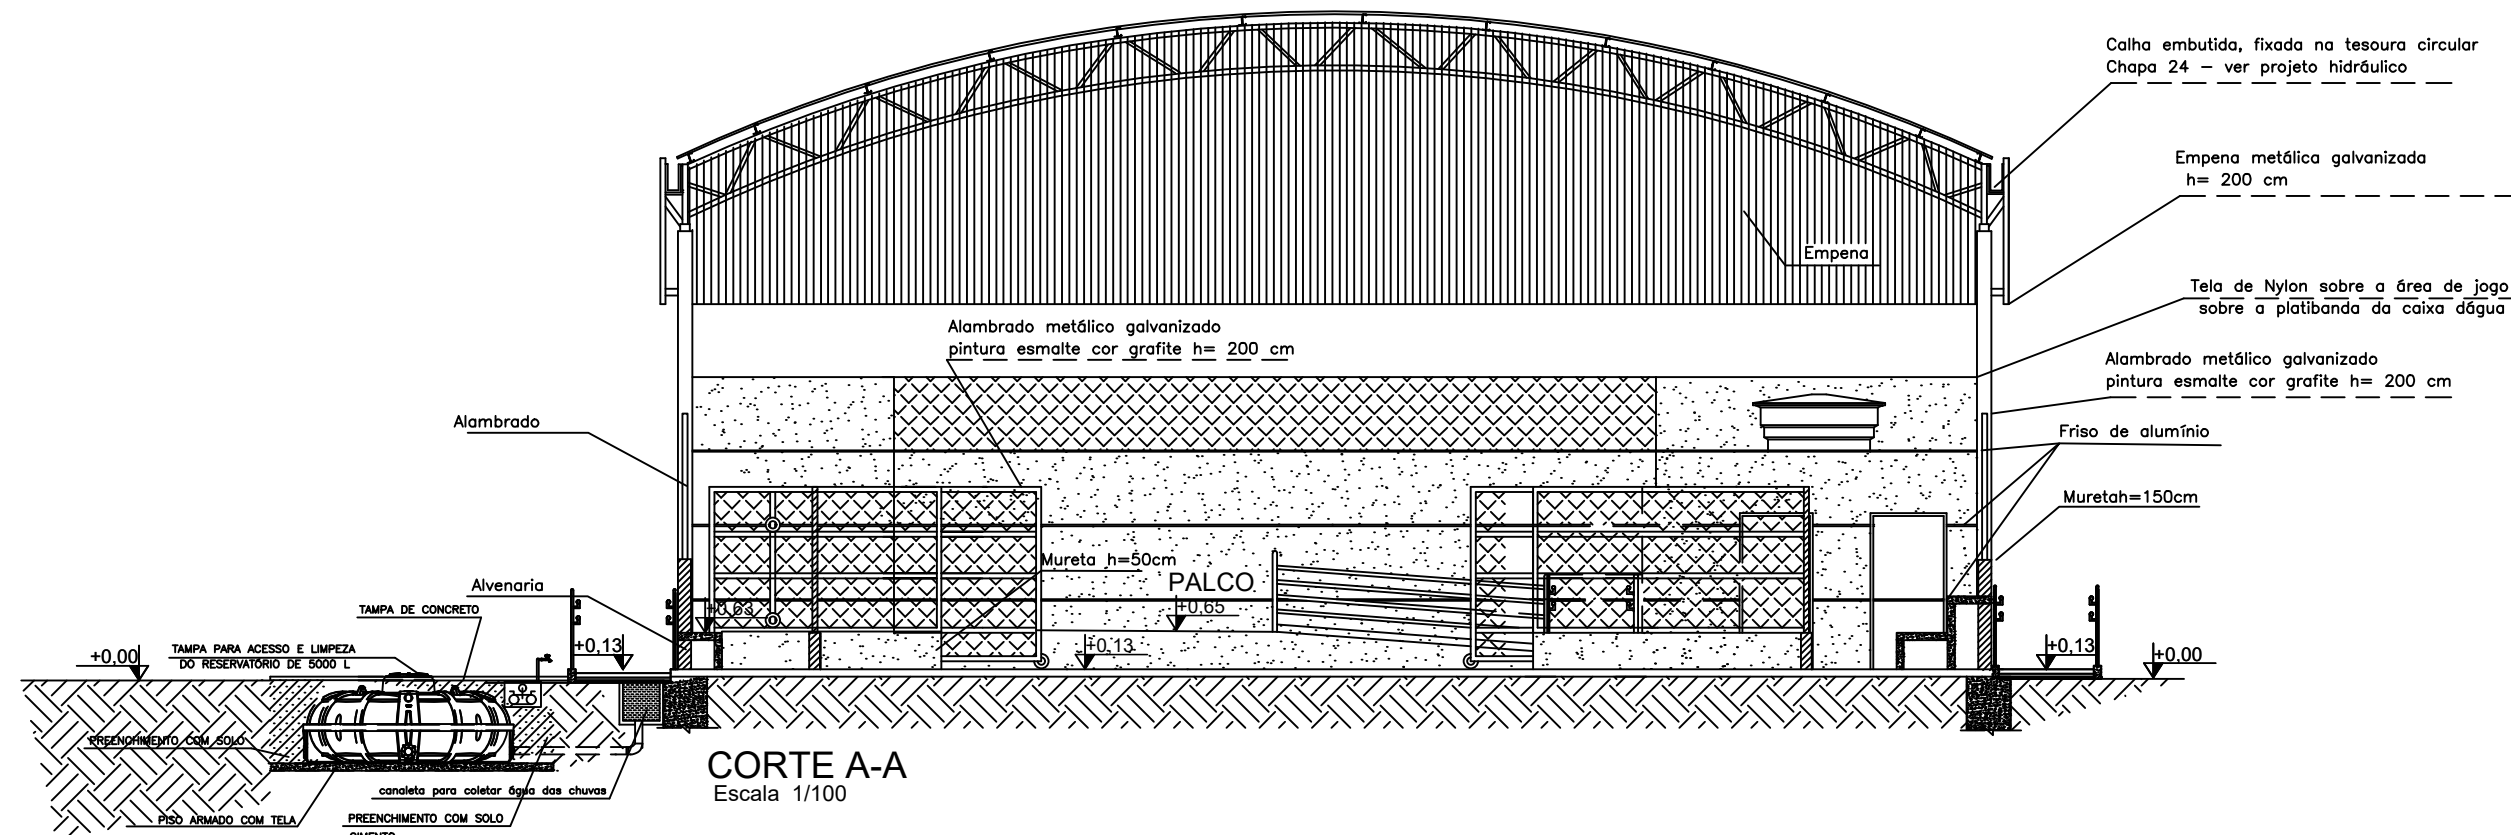 Calha embutida, fixada na tesoura circular
Chapa 24 – ver projeto hidráulico
Empena metálica galvanizada
h= 200 cm
Empena
Tela de Nylon sobre a área de jogo
sobre a platibanda da caixa dágua
Alambrado metálico galvanizado
pintura esmalte cor grafite h= 200 cm
Alambrado metálico galvanizado
pintura esmalte cor grafite h= 200 cm
Alambrado
Friso de alumínio
Muretah=150cm
Mureta h=50cm
PALCO
Alvenaria
+0,63
+0,65
TAMPA DE CONCRETO
TAMPA PARA ACESSO E LIMPEZA
DO RESERVATÓRIO DE 5000 L
+0,00
+0,13
+0,13
+0,13
+0,00
PREENCHIMENTO COM SOLO
CORTE A-A
Escala 1/100
canaleta para coletar água das chuvas
PISO ARMADO COM TELA
PREENCHIMENTO COM SOLO
CIMENTO